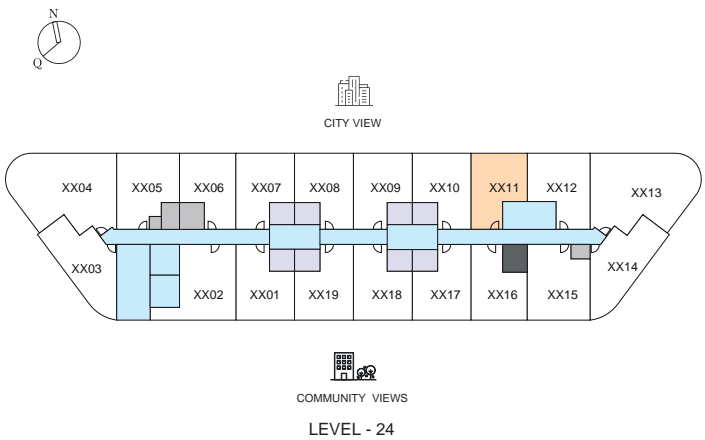 N
Q
CITY VIEW
XX04 XX05 XX06 XX07 XX08 XX09 XX10 XX11 XX12 XX13
XX03 XX02 XX01 XX19 XX18 XX17 XX16 XX15 XX14
COMMUNITY VIEWS
LEVEL - 24